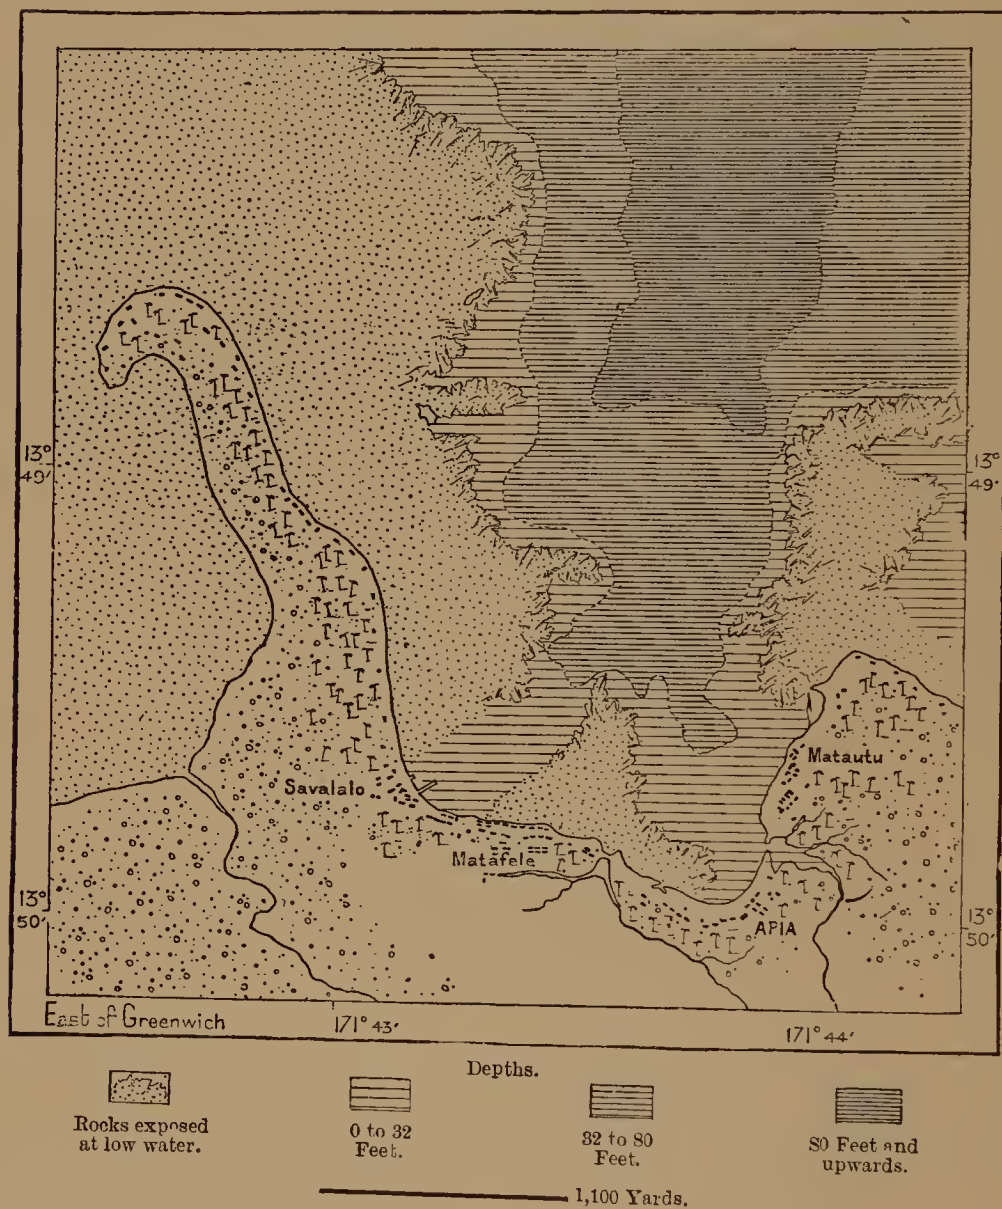 13°
49'
13°
49'
Savalalo
Matautu
Matafele
13°
50'
APIA
13°
50'
East of Greenwich
171° 43'
171° 44'
Depths.
Rocks exposed
at low water.
0 to 32
Feet.
32 to 80
Feet.
80 Feet and
upwards.
1,100 Yards.